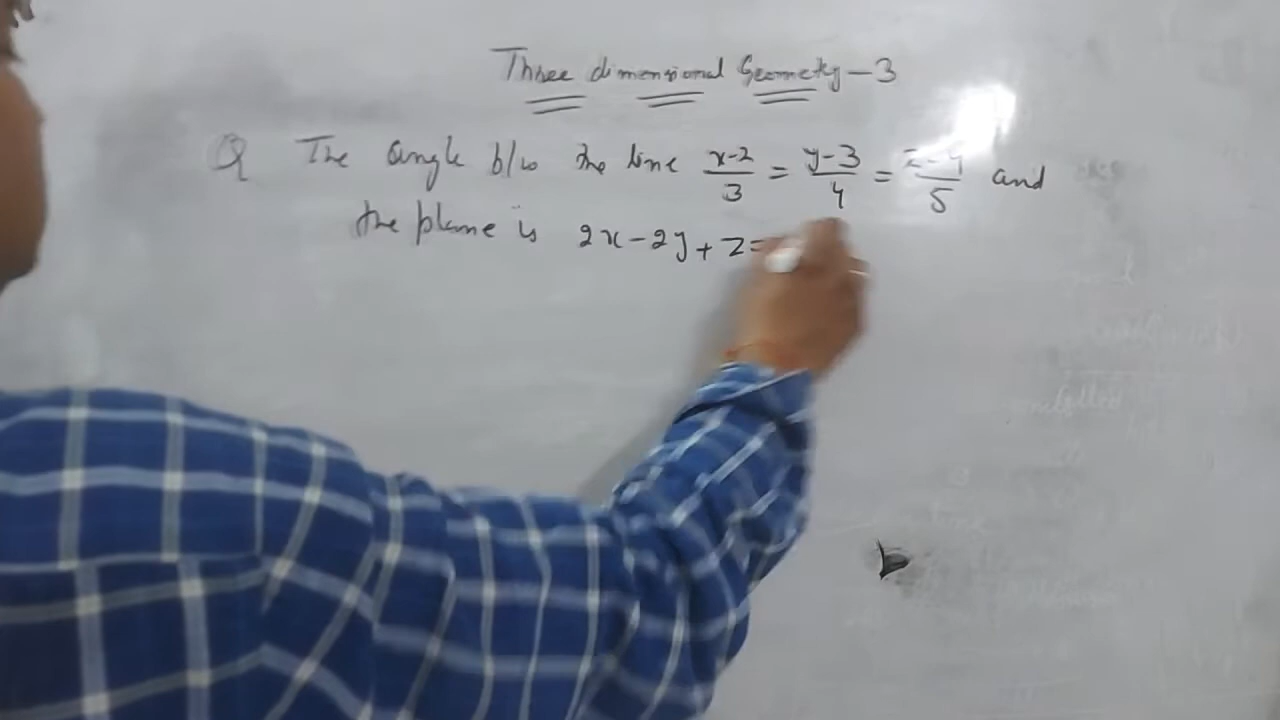 Three dimensional Geometry - 3
Q The angle b/w the line x-2/3 = y-3/4 = z-4/5 and
the plane is 2x - 2y + z =